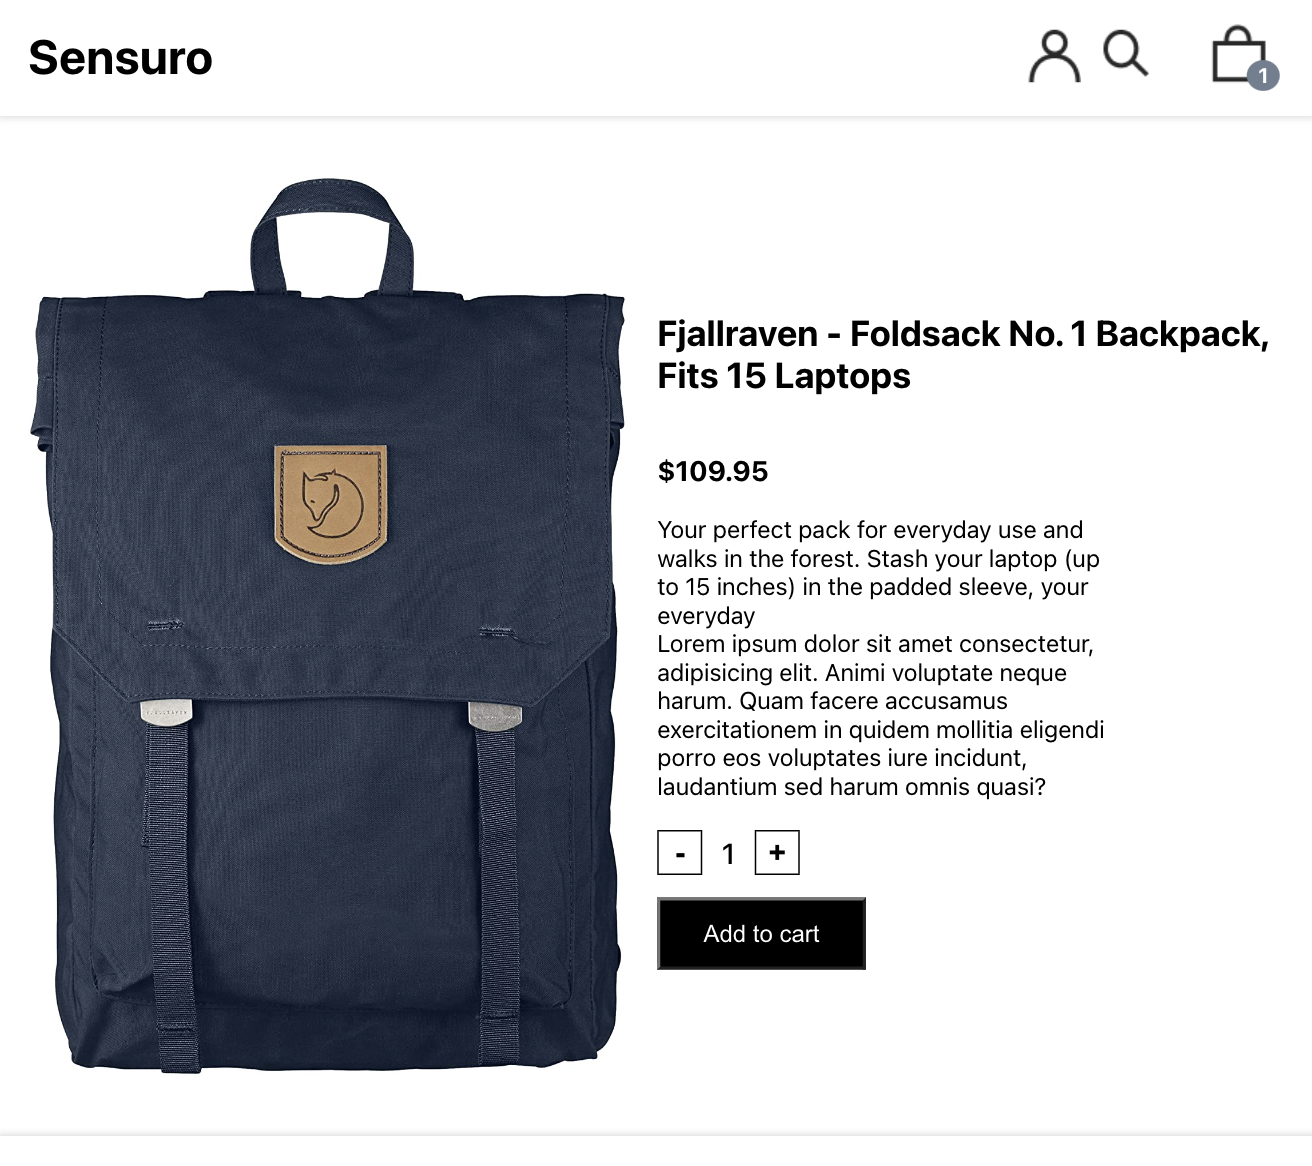 Sensuro
1
Fjallraven - Foldsack No. 1 Backpack,
Fits 15 Laptops
$109.95
Your perfect pack for everyday use and
walks in the forest. Stash your laptop (up
to 15 inches) in the padded sleeve, your
everyday
Lorem ipsum dolor sit amet consectetur,
adipisicing elit. Animi voluptate neque
harum. Quam facere accusamus
exercitationem in quidem mollitia eligendi
porro eos voluptates iure incidunt,
laudantium sed harum omnis quasi?
- 1 +
Add to cart